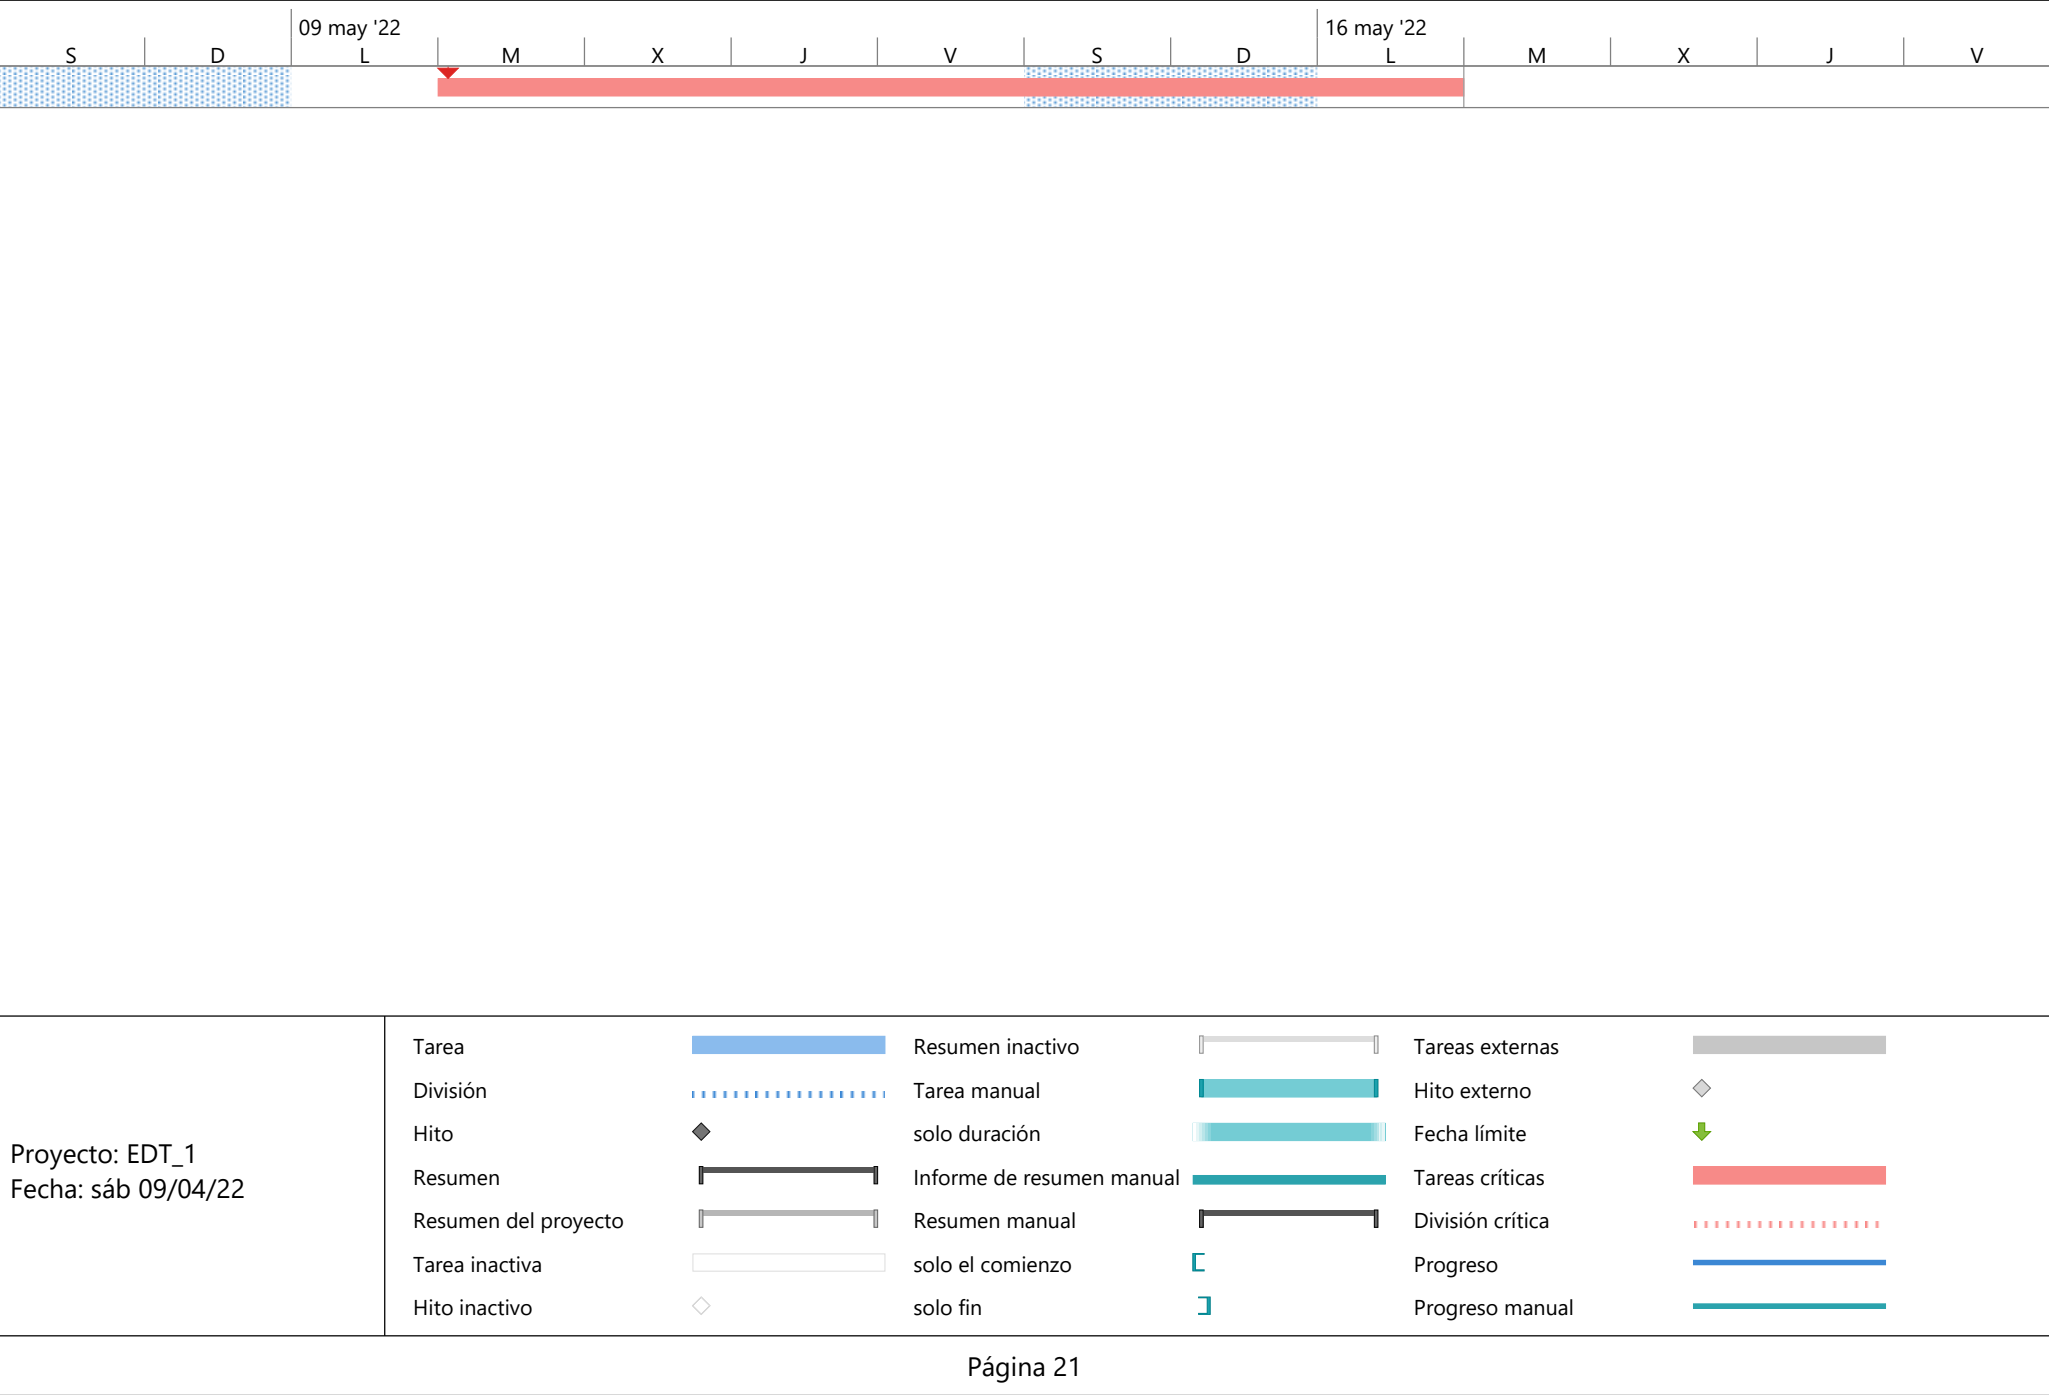 09 may '22 16 may '22
S D L M X J V S D L M X J V
Proyecto: EDT_1
Fecha: sáb 09/04/22
Tarea
División
Hito
Resumen
Resumen del proyecto
Tarea inactiva
Hito inactivo
Resumen inactivo
Tarea manual
solo duración
Informe de resumen manual
Resumen manual
solo el comienzo
solo fin
Tareas externas
Hito externo
Fecha límite
Tareas críticas
División crítica
Progreso
Progreso manual
Página 21